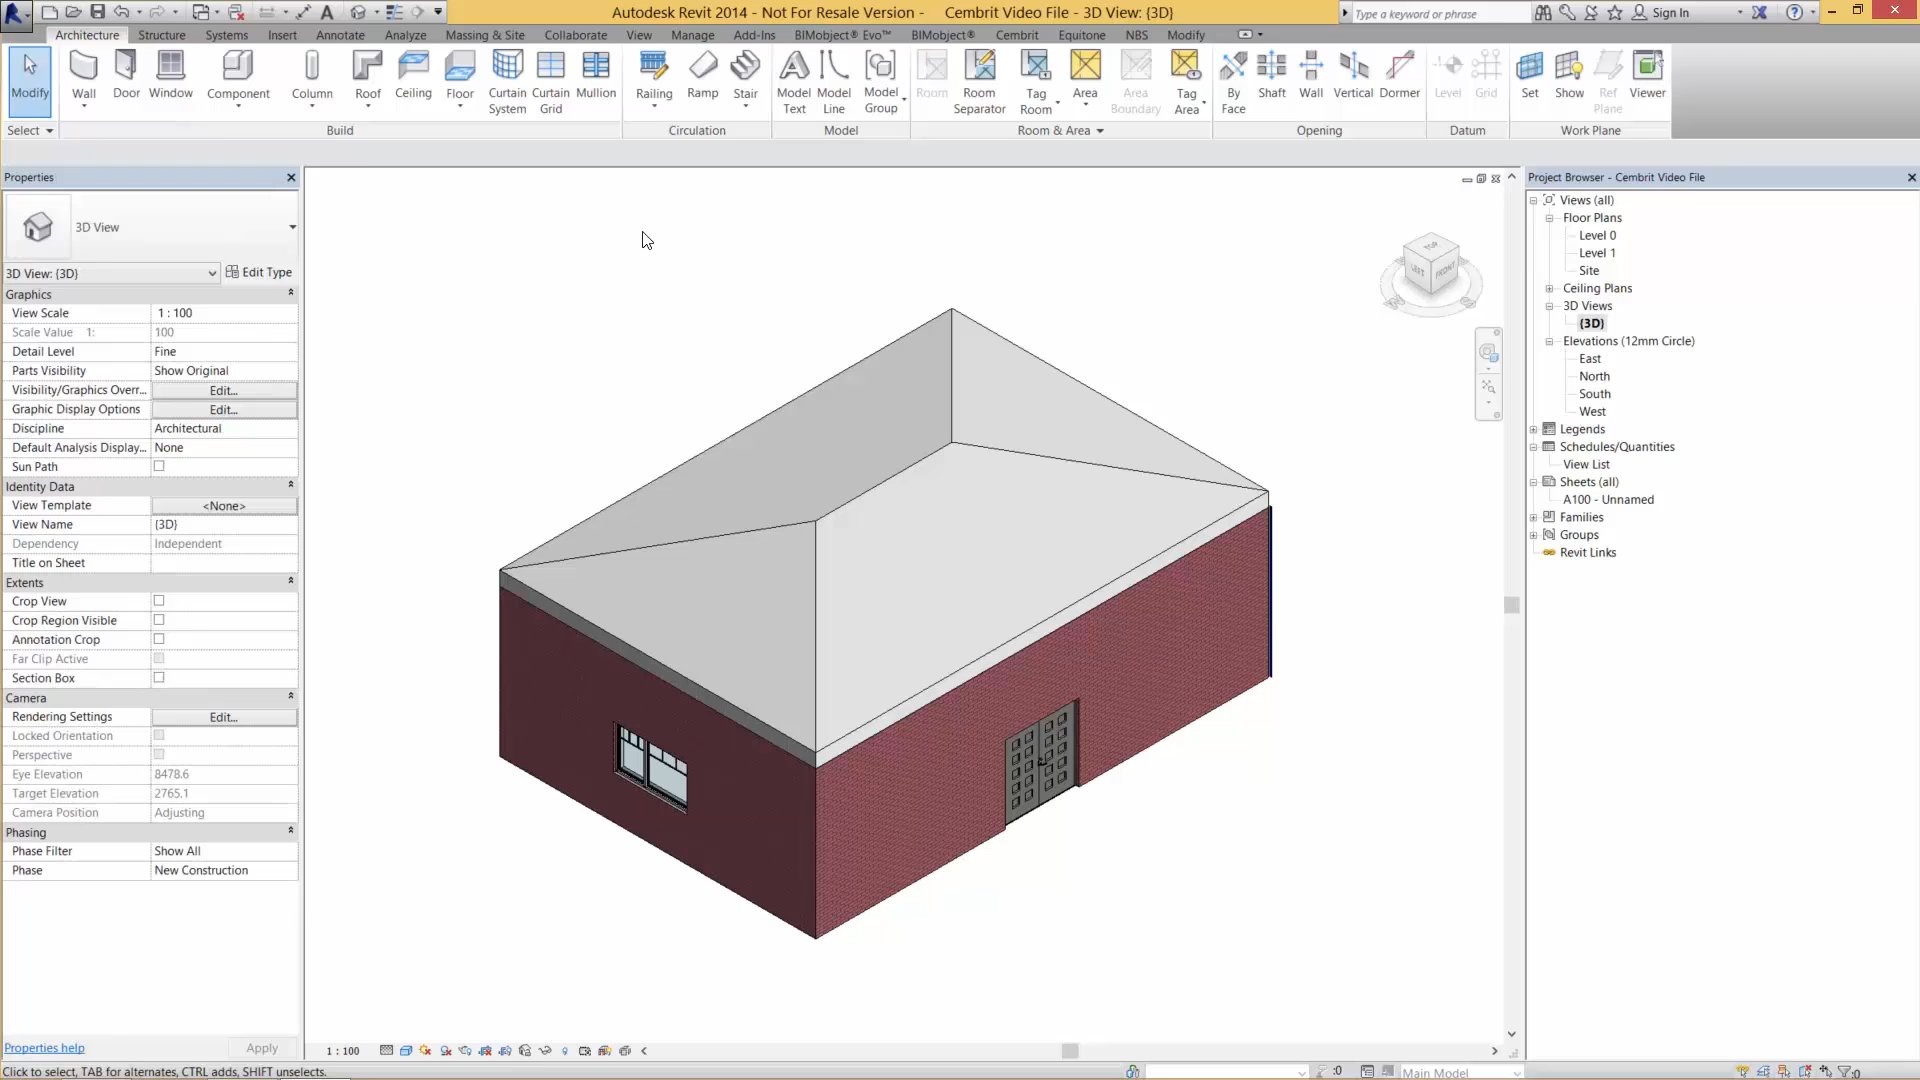 Autodesk Revit 2014 - Not For Resale Version - Cembrit Video File - 3D View: {3D}
Type a keyword or phrase
Sign In
Architecture Structure Systems Insert Annotate Analyze Massing & Site Collaborate View Manage Add-Ins BIMobject® Evo™ BIMobject® Cembrit Equitone NBS Modify
Modify Wall Door Window Component Column Roof Ceiling Floor Curtain System Curtain Grid Mullion Railing Ramp Stair Model Text Model Line Model Group Room Room Separator Tag Room Area Area Boundary Tag Area By Face Shaft Wall Vertical Dormer Level Grid Set Show Ref Plane Viewer
Select Build Circulation Model Room & Area Opening Datum Work Plane
Properties
3D View
3D View: {3D} Edit Type
Graphics
View Scale 1 : 100
Scale Value 1: 100
Detail Level Fine
Parts Visibility Show Original
Visibility/Graphics Overr... Edit...
Graphic Display Options Edit...
Discipline Architectural
Default Analysis Display... None
Sun Path
Identity Data
View Template <None>
View Name {3D}
Dependency Independent
Title on Sheet
Extents
Crop View
Crop Region Visible
Annotation Crop
Far Clip Active
Section Box
Camera
Rendering Settings Edit...
Locked Orientation
Perspective
Eye Elevation 8478.6
Target Elevation 2765.1
Camera Position Adjusting
Phasing
Phase Filter Show All
Phase New Construction
Properties help Apply
TOP
LEFT FRONT
1 : 100
Project Browser - Cembrit Video File
Views (all)
Floor Plans
Level 0
Level 1
Site
Ceiling Plans
3D Views
{3D}
Elevations (12mm Circle)
East
North
South
West
Legends
Schedules/Quantities
View List
Sheets (all)
A100 - Unnamed
Families
Groups
Revit Links
Click to select, TAB for alternates, CTRL adds, SHIFT unselects.
:0
Main Model
:0